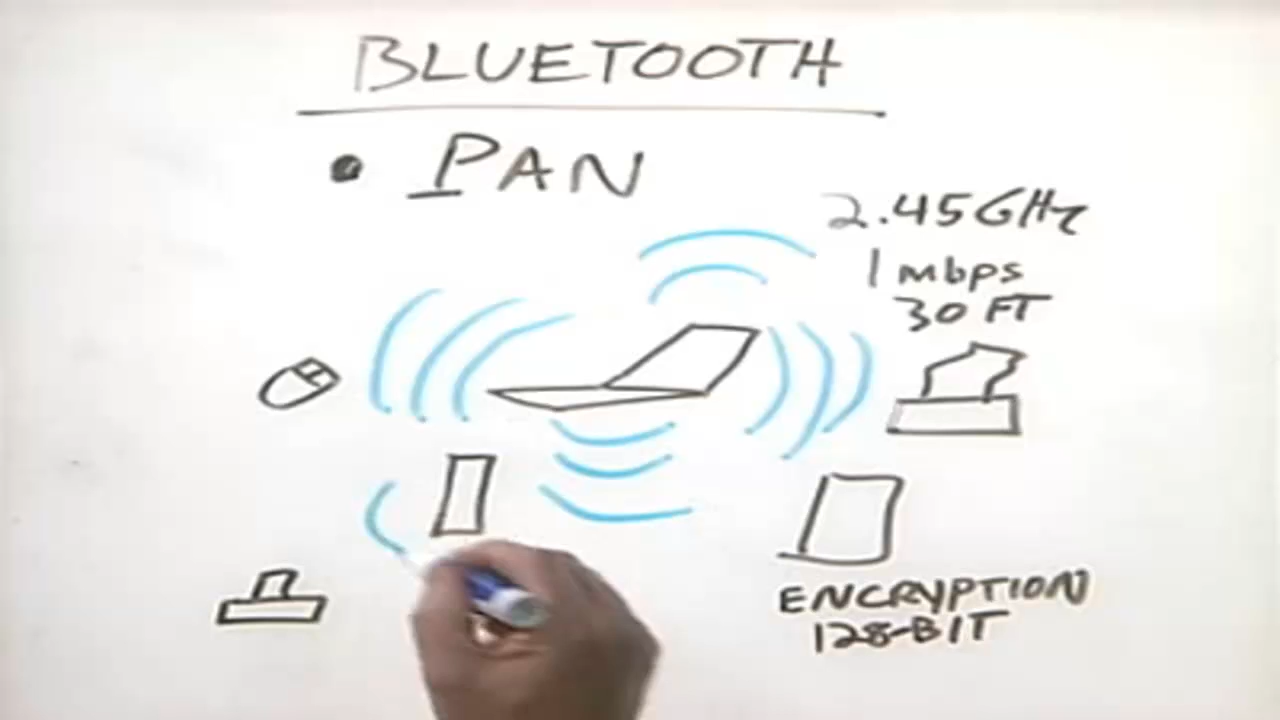 BLUETOOTH
• PAN
2.45GHz
1 mbps
30 FT
ENCRYPTION
128-BIT